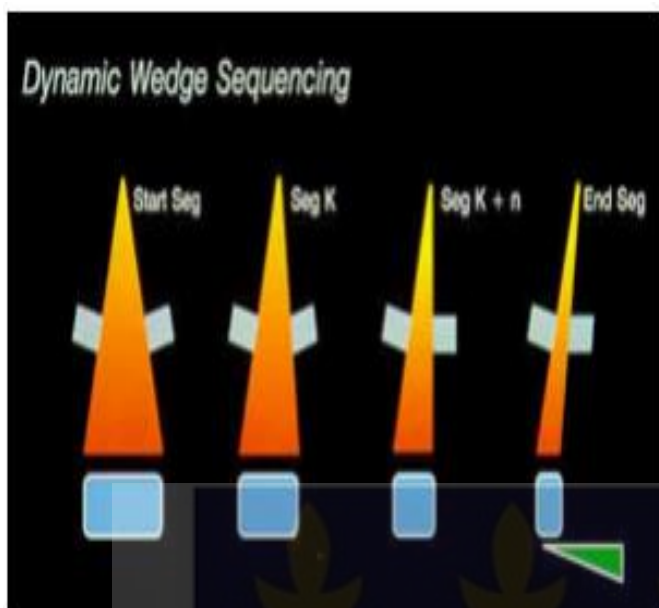 Dynamic Wedge Sequencing
Start Seg
Seg K
Seg K + n
End Seg